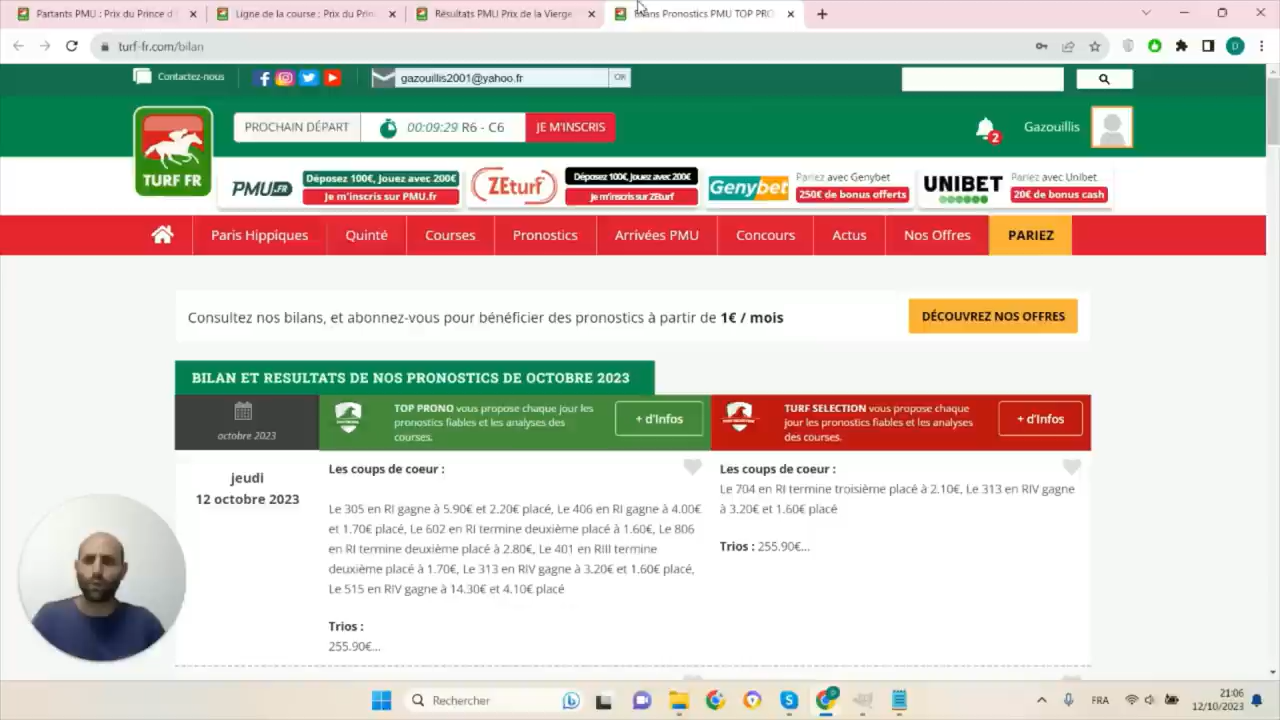 Partants PMU : Prix du Prince d
Ligne de la course : Prix du Prin
Résultats PMU Prix de la Vierge
Bilans Pronostics PMU TOP PRO
turf-fr.com/bilan
Contactez-nous
gazouillis2001@yahoo.fr
OK
PROCHAIN DÉPART
00:09:29 R6 - C6
JE M'INSCRIS
2
Gazouillis
TURF FR
PMU.FR
Déposez 100€, Jouez avec 200€
Je m'inscris sur PMU.fr
ZEturf
Déposez 100€, Jouez avec 200€
Je m'inscris sur ZEturf
Genybet
Pariez avec Genybet
250€ de bonus offerts
UNIBET
Pariez avec Unibet
20€ de bonus cash
Paris Hippiques
Quinté
Courses
Pronostics
Arrivées PMU
Concours
Actus
Nos Offres
PARIEZ
Consultez nos bilans, et abonnez-vous pour bénéficier des pronostics à partir de 1€ / mois
DÉCOUVREZ NOS OFFRES
BILAN ET RESULTATS DE NOS PRONOSTICS DE OCTOBRE 2023
octobre 2023
TOP PRONO vous propose chaque jour les
pronostics fiables et les analyses des
courses.
+ d'Infos
TURF SELECTION vous propose chaque
jour les pronostics fiables et les analyses
des courses.
+ d'Infos
jeudi
12 octobre 2023
Les coups de coeur :
Le 305 en RI gagne à 5.90€ et 2.20€ placé, Le 406 en RI gagne à 4.00€
et 1.70€ placé, Le 602 en RI termine deuxième placé à 1.60€, Le 806
en RI termine deuxième placé à 2.80€, Le 401 en RIII termine
deuxième placé à 1.70€, Le 313 en RIV gagne à 3.20€ et 1.60€ placé,
Le 515 en RIV gagne à 14.30€ et 4.10€ placé
Trios :
255.90€...
Les coups de coeur :
Le 704 en RI termine troisième placé à 2.10€, Le 313 en RIV gagne
à 3.20€ et 1.60€ placé
Trios : 255.90€...
Rechercher
FRA
21:06
12/10/2023